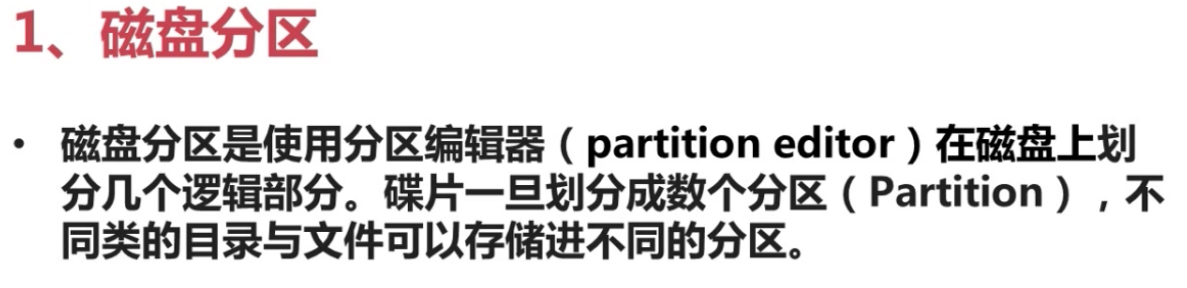 1、磁盘分区
• 磁盘分区是使用分区编辑器（partition editor）在磁盘上划
分几个逻辑部分。碟片一旦划分成数个分区（Partition），不
同类的目录与文件可以存储进不同的分区。